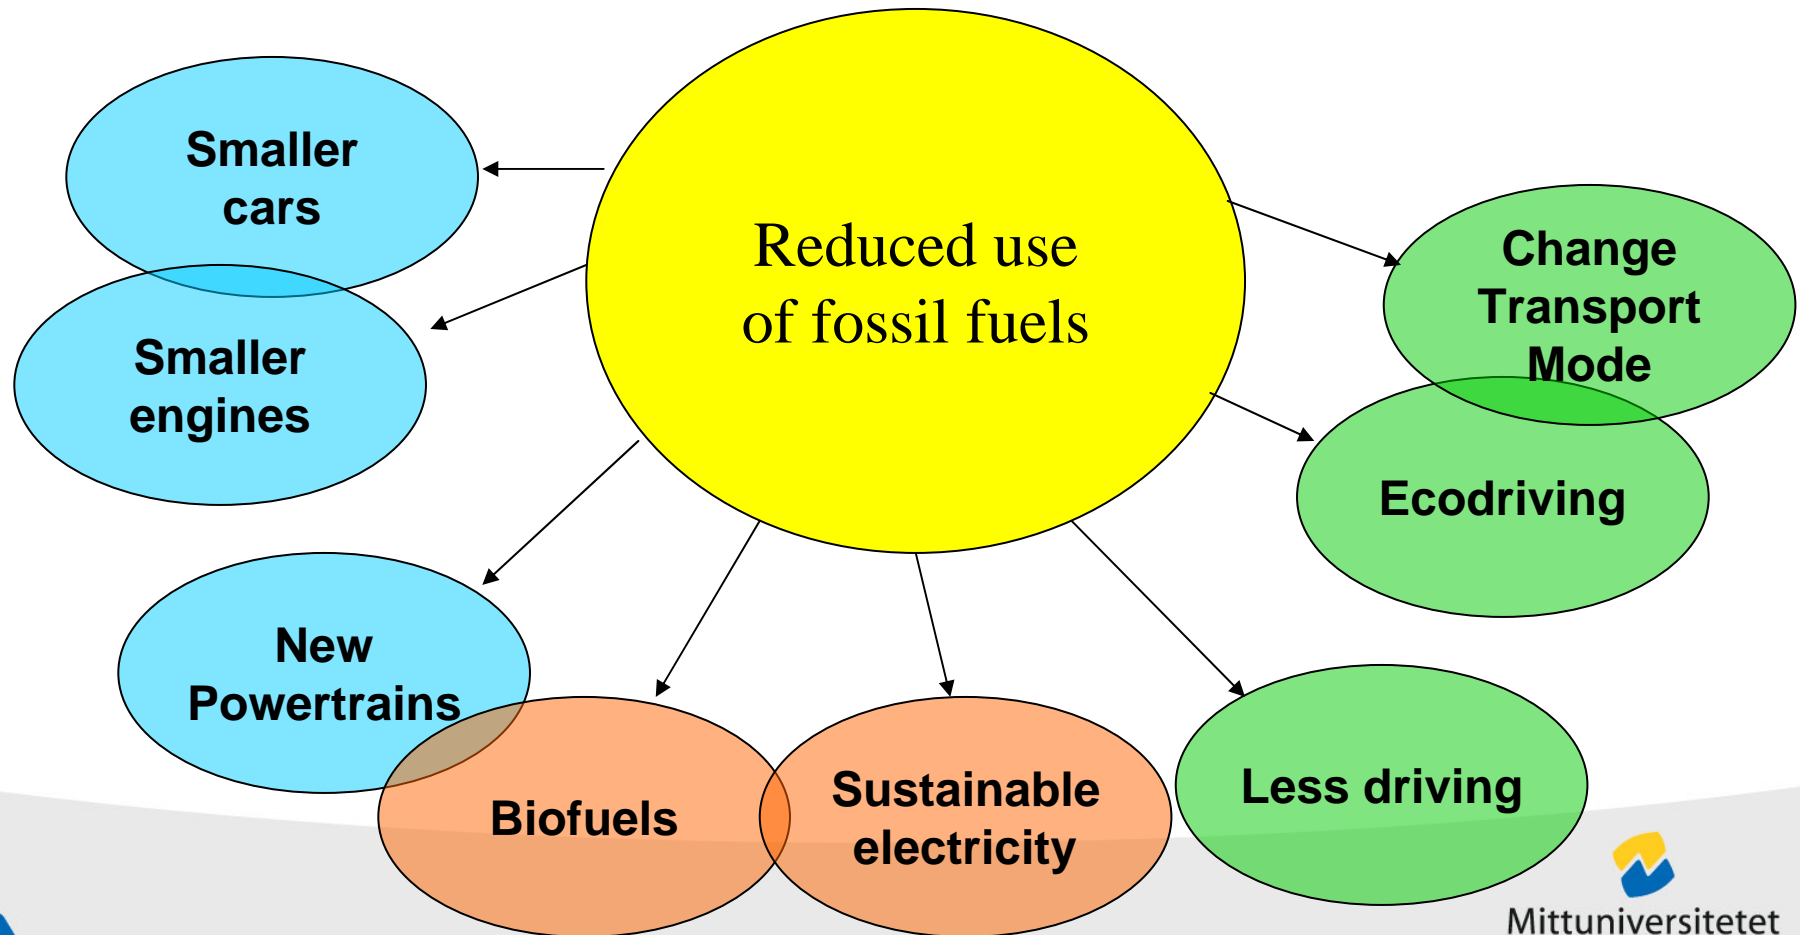 Smaller
cars
Smaller
engines
Reduced use
of fossil fuels
Change
Transport
Mode
Ecodriving
New
Powertrains
Biofuels
Sustainable
electricity
Less driving
Mittuniversitetet